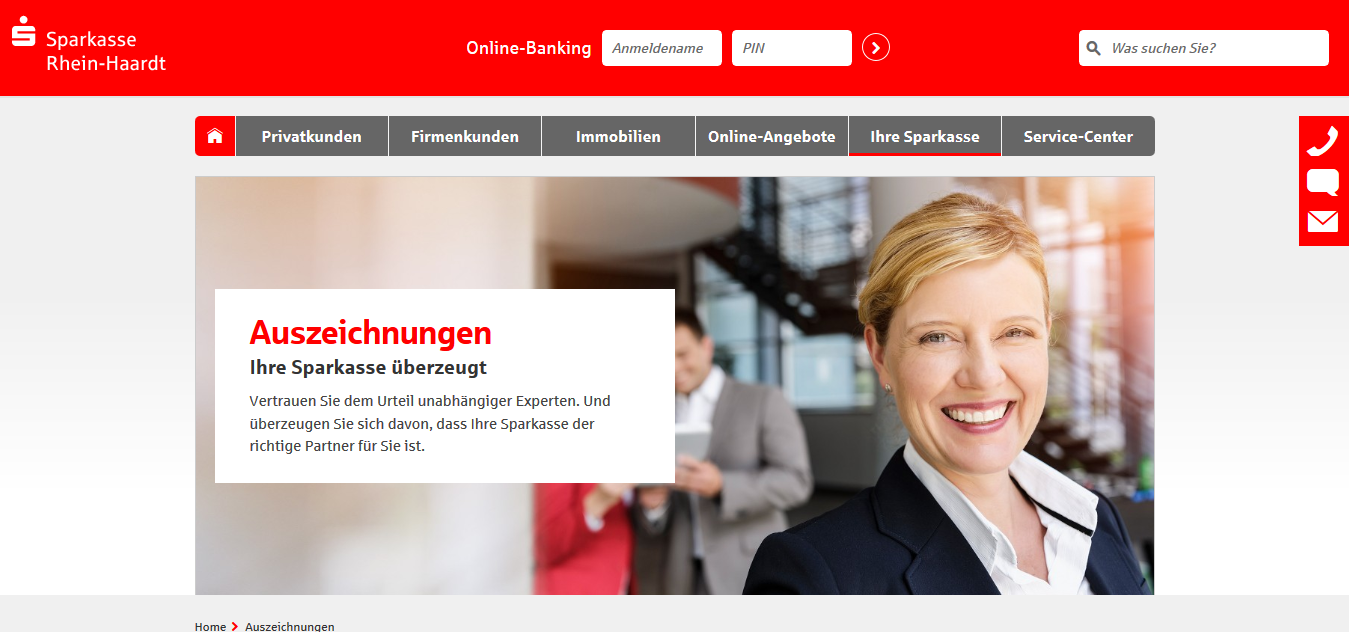 Sparkasse
Rhein-Haardt
Online-Banking Anmeldename PIN
Was suchen Sie?
Privatkunden Firmenkunden Immobilien Online-Angebote Ihre Sparkasse Service-Center
Auszeichnungen
Ihre Sparkasse überzeugt
Vertrauen Sie dem Urteil unabhängiger Experten. Und
überzeugen Sie sich davon, dass Ihre Sparkasse der
richtige Partner für Sie ist.
Home Auszeichnungen